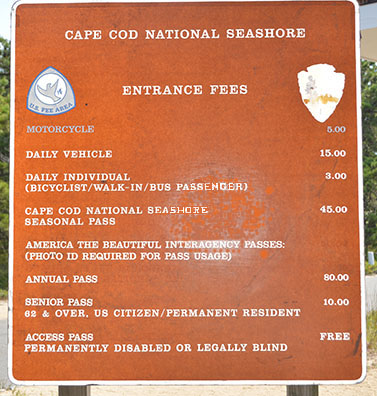 CAPE COD NATIONAL SEASHORE
ENTRANCE FEES
U.S. FEE AREA
MOTORCYCLE 5.00
DAILY VEHICLE 15.00
DAILY INDIVIDUAL 3.00
(BICYCLIST/WALK-IN/BUS PASSENGER)
CAPE COD NATIONAL SEASHORE 45.00
SEASONAL PASS
AMERICA THE BEAUTIFUL INTERAGENCY PASSES:
(PHOTO ID REQUIRED FOR PASS USAGE)
ANNUAL PASS 80.00
SENIOR PASS 10.00
62 & OVER, US CITIZEN/PERMANENT RESIDENT
ACCESS PASS FREE
PERMANENTLY DISABLED OR LEGALLY BLIND